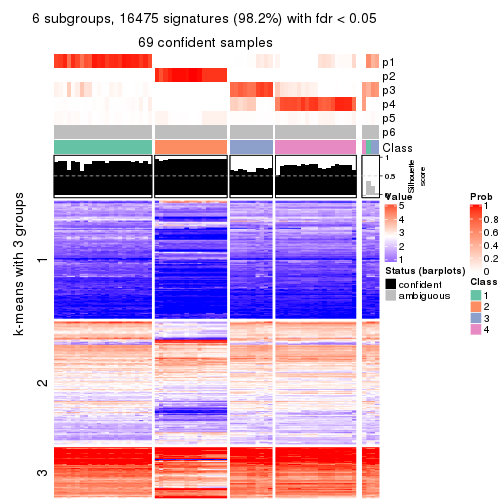 6 subgroups, 16475 signatures (98.2%) with fdr < 0.05
69 confident samples
p1
p2
p3
p4
p5
p6
Class
1
0.5
0
Silhouette
score
k-means with 3 groups
1
2
3
Value
5
4
3
2
1
Status (barplots)
confident
ambiguous
Prob
1
0.8
0.6
0.4
0.2
0
Class
1
2
3
4